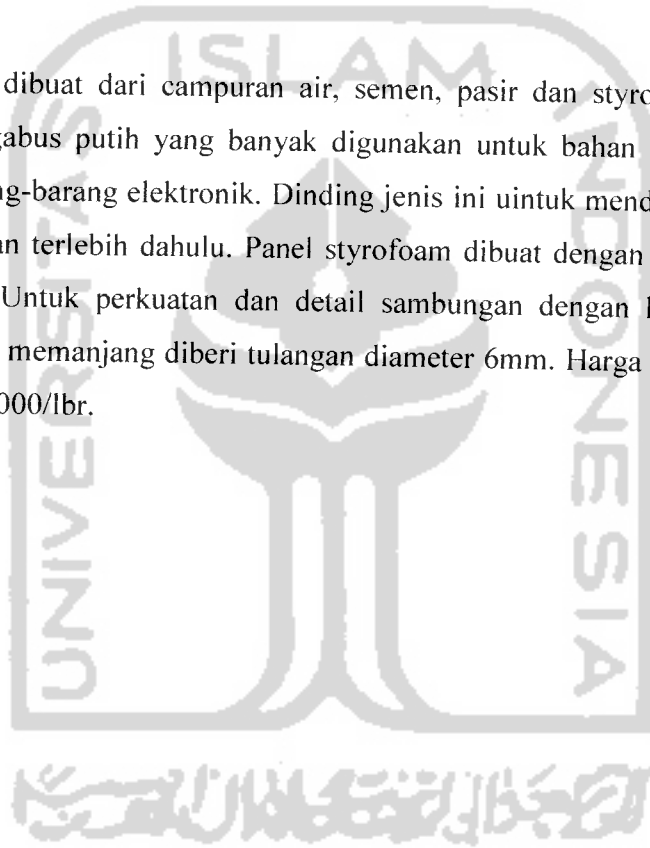 ISLAM
dibuat dari campuran air, semen, pasir dan styro
gabus putih yang banyak digunakan untuk bahan
ng-barang elektronik. Dinding jenis ini uintuk mend
an terlebih dahulu. Panel styrofoam dibuat dengan
Untuk perkuatan dan detail sambungan dengan
memanjang diberi tulangan diameter 6mm. Harga
000/lbr.
UNIVERSITAS
INDONESIA